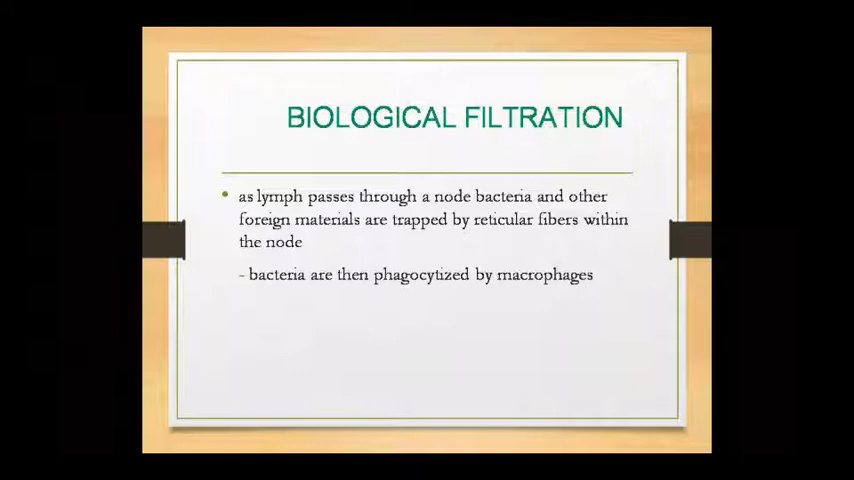 BIOLOGICAL FILTRATION
• as lymph passes through a node bacteria and other
foreign materials are trapped by reticular fibers within
the node
- bacteria are then phagocytized by macrophages